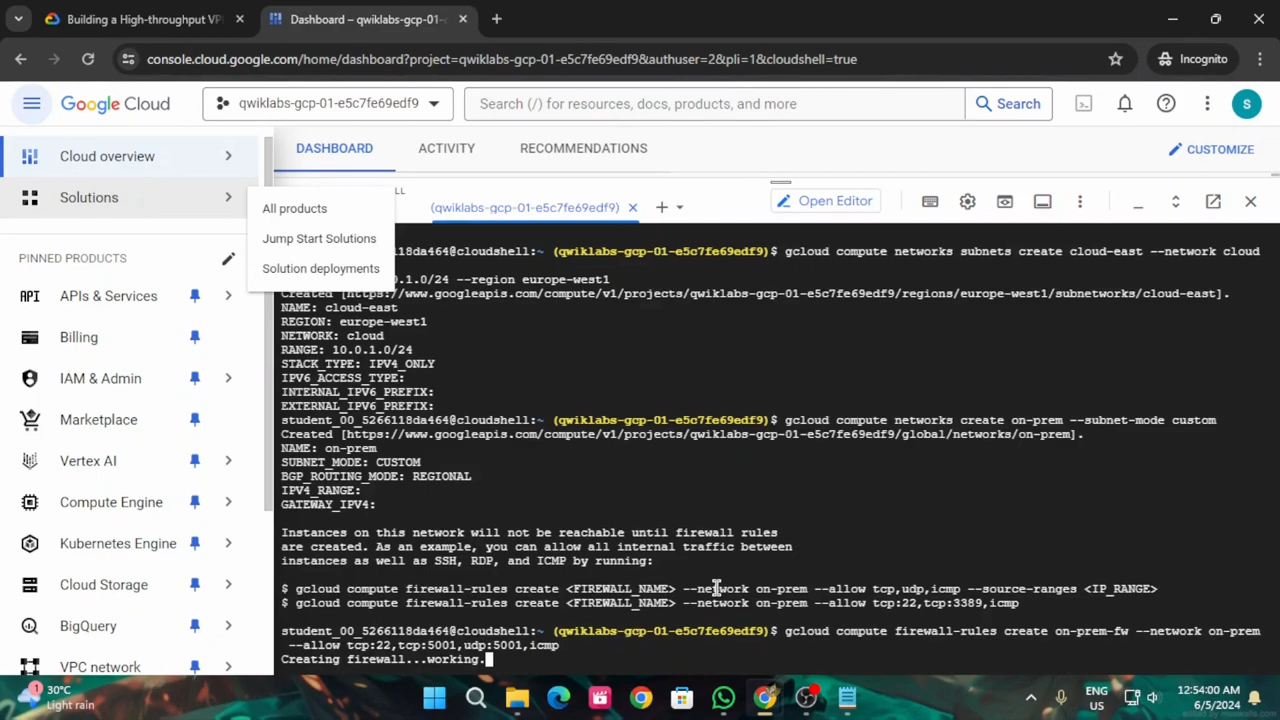 Building a High-throughput VPN
Dashboard – qwiklabs-gcp-01-
console.cloud.google.com/home/dashboard?project=qwiklabs-gcp-01-e5c7fe69edf9&authuser=2&pli=1&cloudshell=true
Incognito
Google Cloud
qwiklabs-gcp-01-e5c7fe69edf9
Search (/) for resources, docs, products, and more
Search
S
Cloud overview
DASHBOARD
ACTIVITY
RECOMMENDATIONS
CUSTOMIZE
Solutions
All products
Jump Start Solutions
Solution deployments
(qwiklabs-gcp-01-e5c7fe69edf9)
Open Editor
PINNED PRODUCTS
APIs & Services
Billing
IAM & Admin
Marketplace
Vertex AI
Compute Engine
Kubernetes Engine
Cloud Storage
BigQuery
VPC network
18da464@cloudshell:~ (qwiklabs-gcp-01-e5c7fe69edf9)$ gcloud compute networks subnets create cloud-east --network cloud
.0.1.0/24 --region europe-west1
Created [https://www.googleapis.com/compute/v1/projects/qwiklabs-gcp-01-e5c7fe69edf9/regions/europe-west1/subnetworks/cloud-east].
NAME: cloud-east
REGION: europe-west1
NETWORK: cloud
RANGE: 10.0.1.0/24
STACK_TYPE: IPV4_ONLY
IPV6_ACCESS_TYPE:
INTERNAL_IPV6_PREFIX:
EXTERNAL_IPV6_PREFIX:
student_00_5266118da464@cloudshell:~ (qwiklabs-gcp-01-e5c7fe69edf9)$ gcloud compute networks create on-prem --subnet-mode custom
Created [https://www.googleapis.com/compute/v1/projects/qwiklabs-gcp-01-e5c7fe69edf9/global/networks/on-prem].
NAME: on-prem
SUBNET_MODE: CUSTOM
BGP_ROUTING_MODE: REGIONAL
IPV4_RANGE:
GATEWAY_IPV4:
Instances on this network will not be reachable until firewall rules
are created. As an example, you can allow all internal traffic between
instances as well as SSH, RDP, and ICMP by running:
$ gcloud compute firewall-rules create <FIREWALL_NAME> --network on-prem --allow tcp,udp,icmp --source-ranges <IP_RANGE>
$ gcloud compute firewall-rules create <FIREWALL_NAME> --network on-prem --allow tcp:22,tcp:3389,icmp
student_00_5266118da464@cloudshell:~ (qwiklabs-gcp-01-e5c7fe69edf9)$ gcloud compute firewall-rules create on-prem-fw --network on-prem
--allow tcp:22,tcp:5001,udp:5001,icmp
Creating firewall...working.
1
30°C
Light rain
ENG
US
12:54:00 AM
6/5/2024